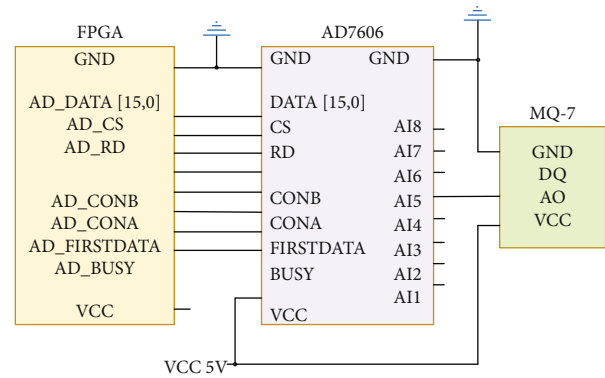 FPGA
GND
AD_DATA [15,0]
AD_CS
AD_RD
AD_CONB
AD_CONA
AD_FIRSTDATA
AD_BUSY
VCC
AD7606
GND GND
DATA [15,0]
CS
RD
CONB
CONA
FIRSTDATA
BUSY
VCC
AI8
AI7
AI6
AI5
AI4
AI3
AI2
AI1
MQ-7
GND
DQ
AO
VCC
VCC 5V